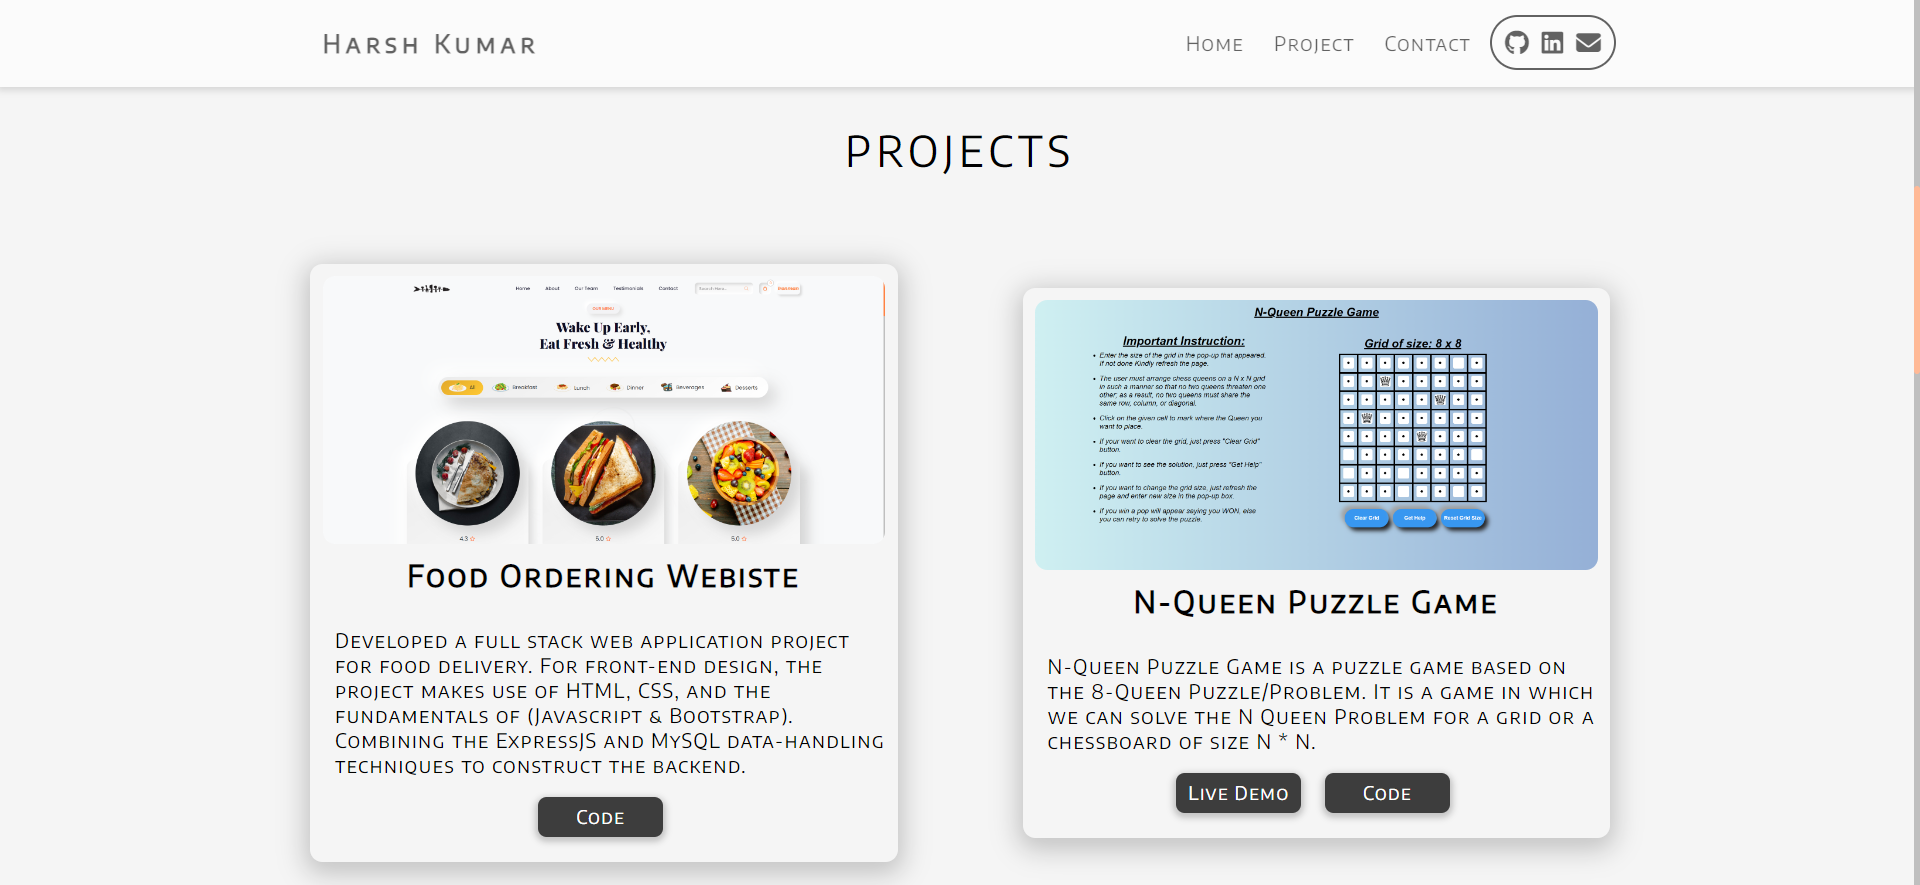 Harsh Kumar
Home Project Contact
PROJECTS
Home About Our Team Testimonials Contact
OUR MENU
Wake Up Early,
Eat Fresh & Healthy
All Breakfast Lunch Dinner Beverages Desserts
4.3 5.0 5.0
Food Ordering Webiste
Developed a full stack web application project
for food delivery. For front-end design, the
project makes use of HTML, CSS, and the
fundamentals of (Javascript & Bootstrap).
Combining the ExpressJS and MySQL data-handling
techniques to construct the backend.
Code
N-Queen Puzzle Game
Important Instruction:
• Enter the size of the grid in the pop-up that appeared.
if not done Kindly refresh the page.
• The user must arrange chess queens on a N x N grid
in such a manner so that no two queens threaten one
other; as a result, no two queens must share the
same row, column, or diagonal.
• Click on the given cell to mark where the Queen you
want to place.
• If your want to clear the grid, just press "Clear Grid"
button.
• If you want to see the solution, just press "Get Help"
button.
• If you want to change the grid size, just refresh the
page and enter new size in the pop-up box.
• If you win a pop will appear saying you WON, else
you can retry to solve the puzzle.
Grid of size: 8 x 8
Clear Grid Get Help Reset Grid Size
N-Queen Puzzle Game
N-Queen Puzzle Game is a puzzle game based on
the 8-Queen Puzzle/Problem. It is a game in which
we can solve the N Queen Problem for a grid or a
chessboard of size N * N.
Live Demo Code